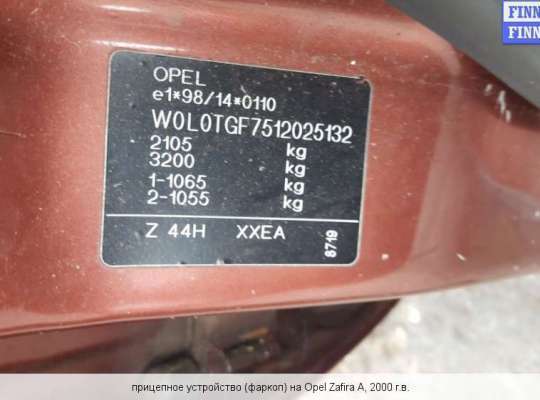 FINN
FINN
OPEL
e1*98/14*0110
W0L0TGF7512025132
2105 kg
3200 kg
1-1065 kg
2-1055 kg
Z 44H XXEA
8719
прицепное устройство (фаркоп) на Opel Zafira A, 2000 г.в.